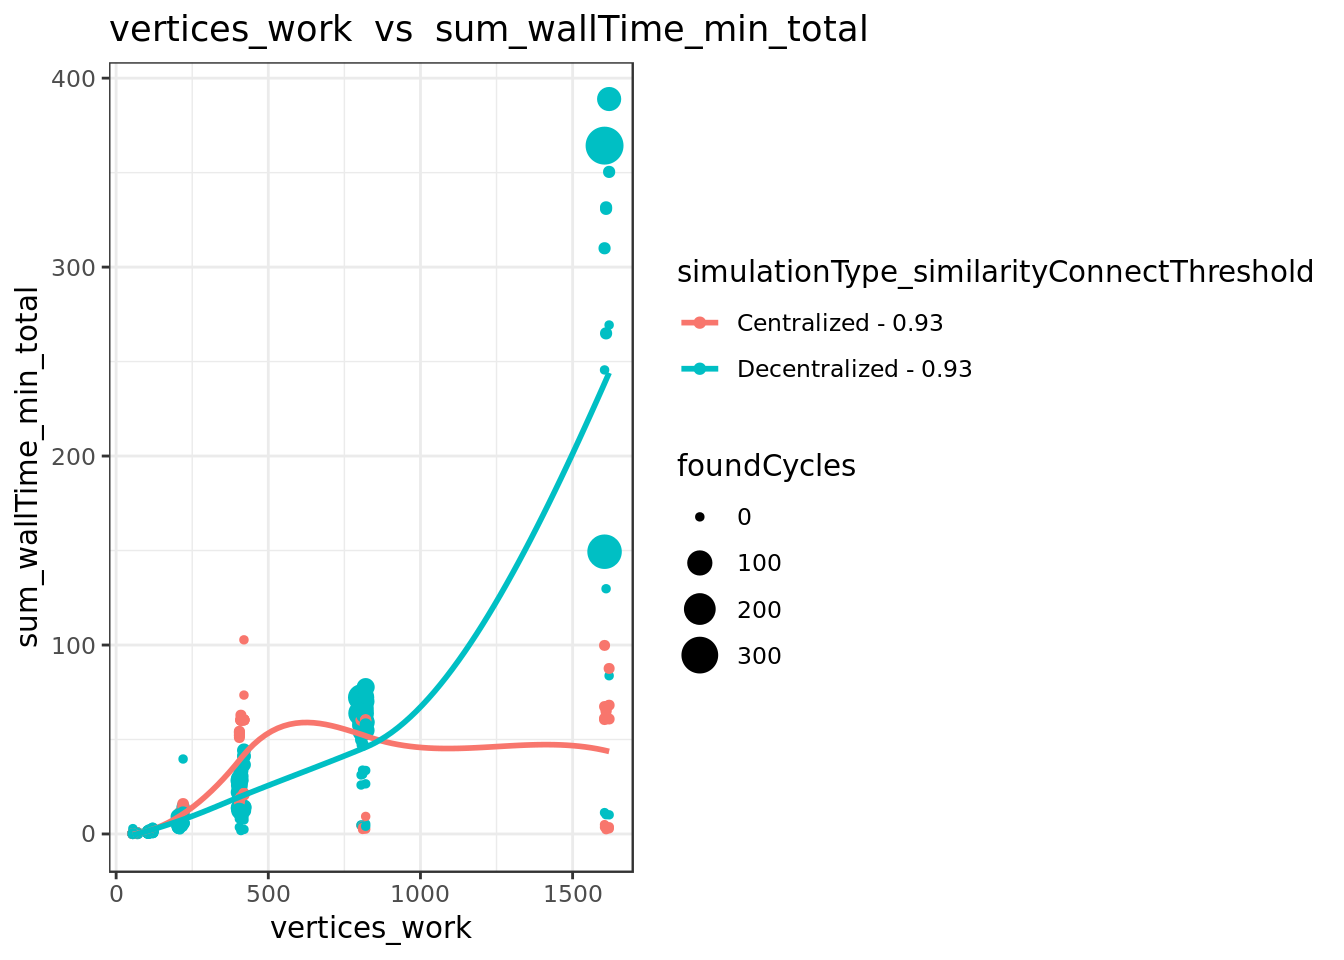 vertices_work vs sum_wallTime_min_total
sum_wallTime_min_total
400
300
200
100
0
0
500
1000
1500
vertices_work
simulationType_similarityConnectThreshold
Centralized - 0.93
Decentralized - 0.93
foundCycles
0
100
200
300